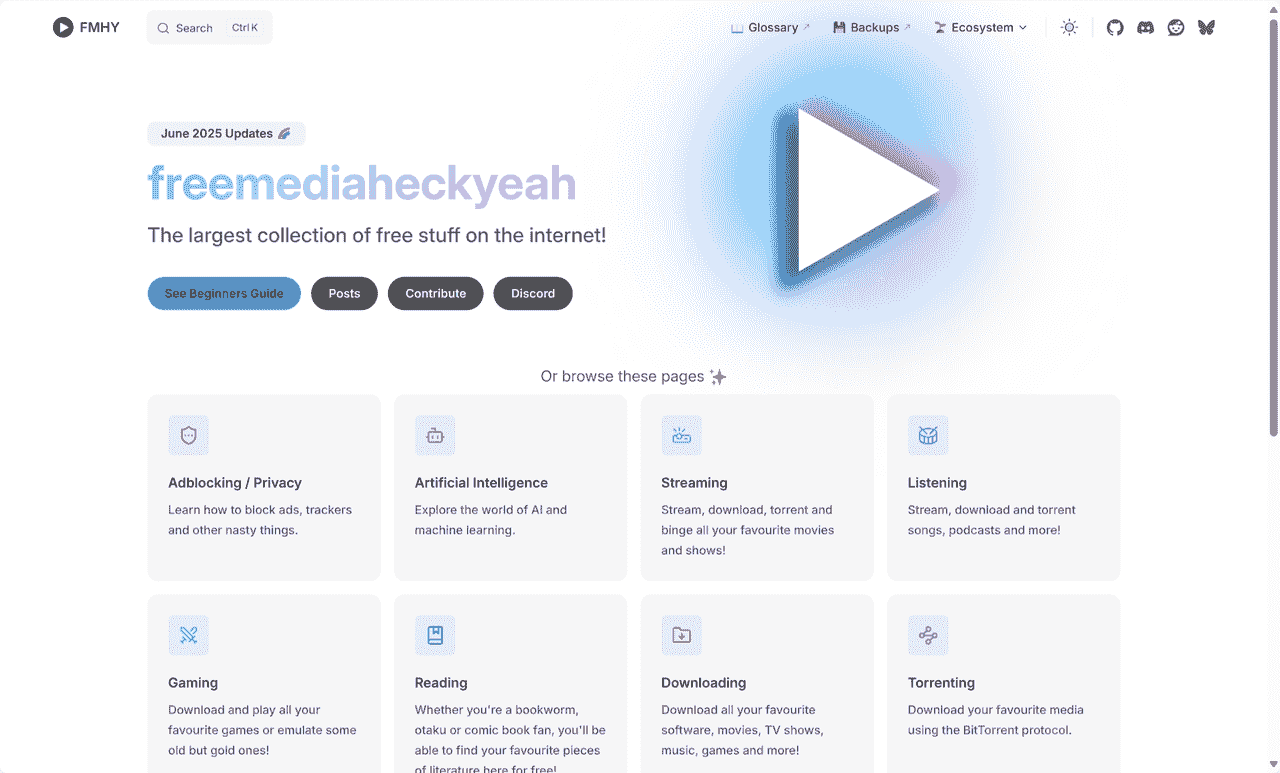 FMHY
Search Ctrl K
Glossary
Backups
Ecosystem
June 2025 Updates
freemediaheckyeah
The largest collection of free stuff on the internet!
See Beginners Guide
Posts
Contribute
Discord
Or browse these pages
Adblocking / Privacy
Learn how to block ads, trackers
and other nasty things.
Artificial Intelligence
Explore the world of AI and
machine learning.
Streaming
Stream, download, torrent and
binge all your favourite movies
and shows!
Listening
Stream, download and torrent
songs, podcasts and more!
Gaming
Download and play all your
favourite games or emulate some
old but gold ones!
Reading
Whether you're a bookworm,
otaku or comic book fan, you'll be
able to find your favourite pieces
of literature here for free!
Downloading
Download all your favourite
software, movies, TV shows,
music, games and more!
Torrenting
Download your favourite media
using the BitTorrent protocol.